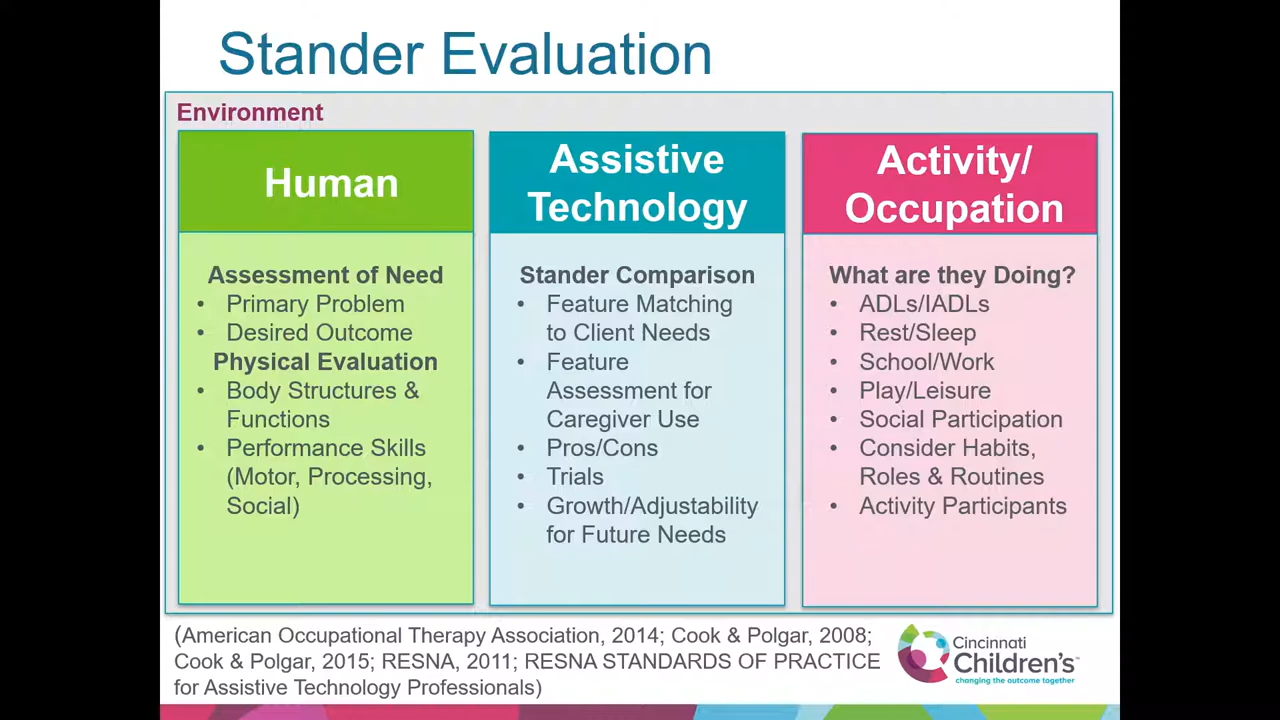 Stander Evaluation
Environment
Human
Assessment of Need
• Primary Problem
• Desired Outcome
Physical Evaluation
• Body Structures &
Functions
• Performance Skills
(Motor, Processing,
Social)
Assistive
Technology
Stander Comparison
• Feature Matching
to Client Needs
• Feature
Assessment for
Caregiver Use
• Pros/Cons
• Trials
• Growth/Adjustability
for Future Needs
Activity/
Occupation
What are they Doing?
• ADLs/IADLs
• Rest/Sleep
• School/Work
• Play/Leisure
• Social Participation
• Consider Habits,
Roles & Routines
• Activity Participants
(American Occupational Therapy Association, 2014; Cook & Polgar, 2008;
Cook & Polgar, 2015; RESNA, 2011; RESNA STANDARDS OF PRACTICE
for Assistive Technology Professionals)
Cincinnati
Children's™
changing the outcome together